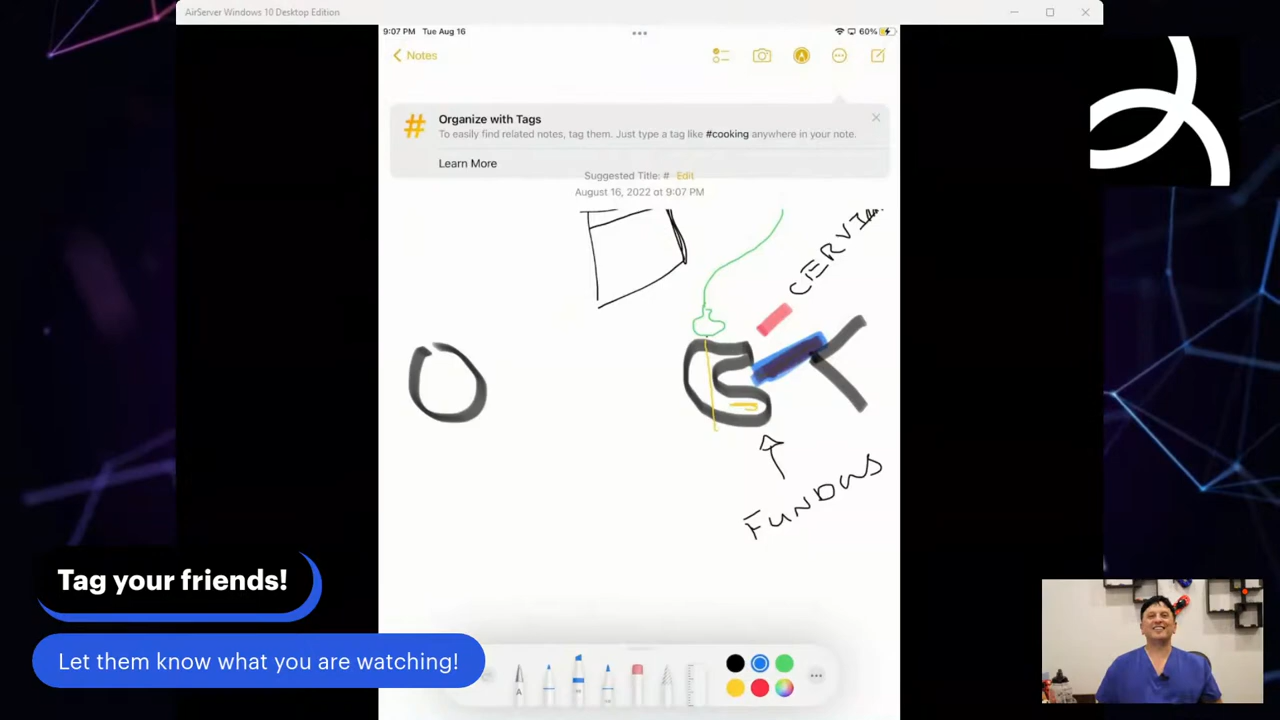 AirServer Windows 10 Desktop Edition
9:07 PM Tue Aug 16
60%
Notes
Organize with Tags
To easily find related notes, tag them. Just type a tag like #cooking anywhere in your note.
Learn More
Suggested Title: # Edit
August 16, 2022 at 9:07 PM
FUNDUS
A
Tag your friends!
Let them know what you are watching!